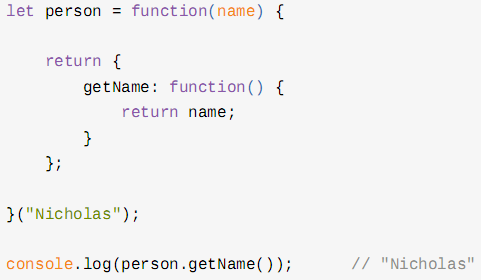 let person = function(name) {
    return {
        getName: function() {
            return name;
        }
    };
}("Nicholas");
console.log(person.getName());      // "Nicholas"